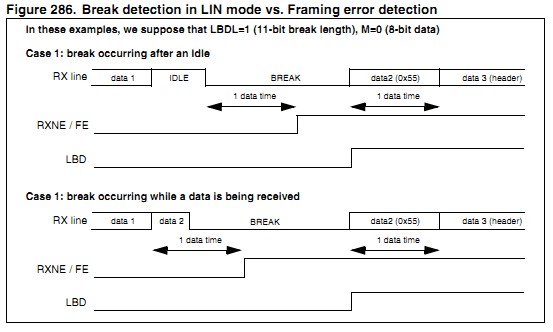 Figure 286. Break detection in LIN mode vs. Framing error detection
In these examples, we suppose that LBDL=1 (11-bit break length), M=0 (8-bit data)
Case 1: break occurring after an Idle
RX line data 1 IDLE BREAK data2 (0x55) data 3 (header)
1 data time 1 data time
RXNE / FE
LBD
Case 1: break occurring while a data is being received
RX line data 1 data 2 BREAK data2 (0x55) data 3 (header)
1 data time 1 data time
RXNE / FE
LBD